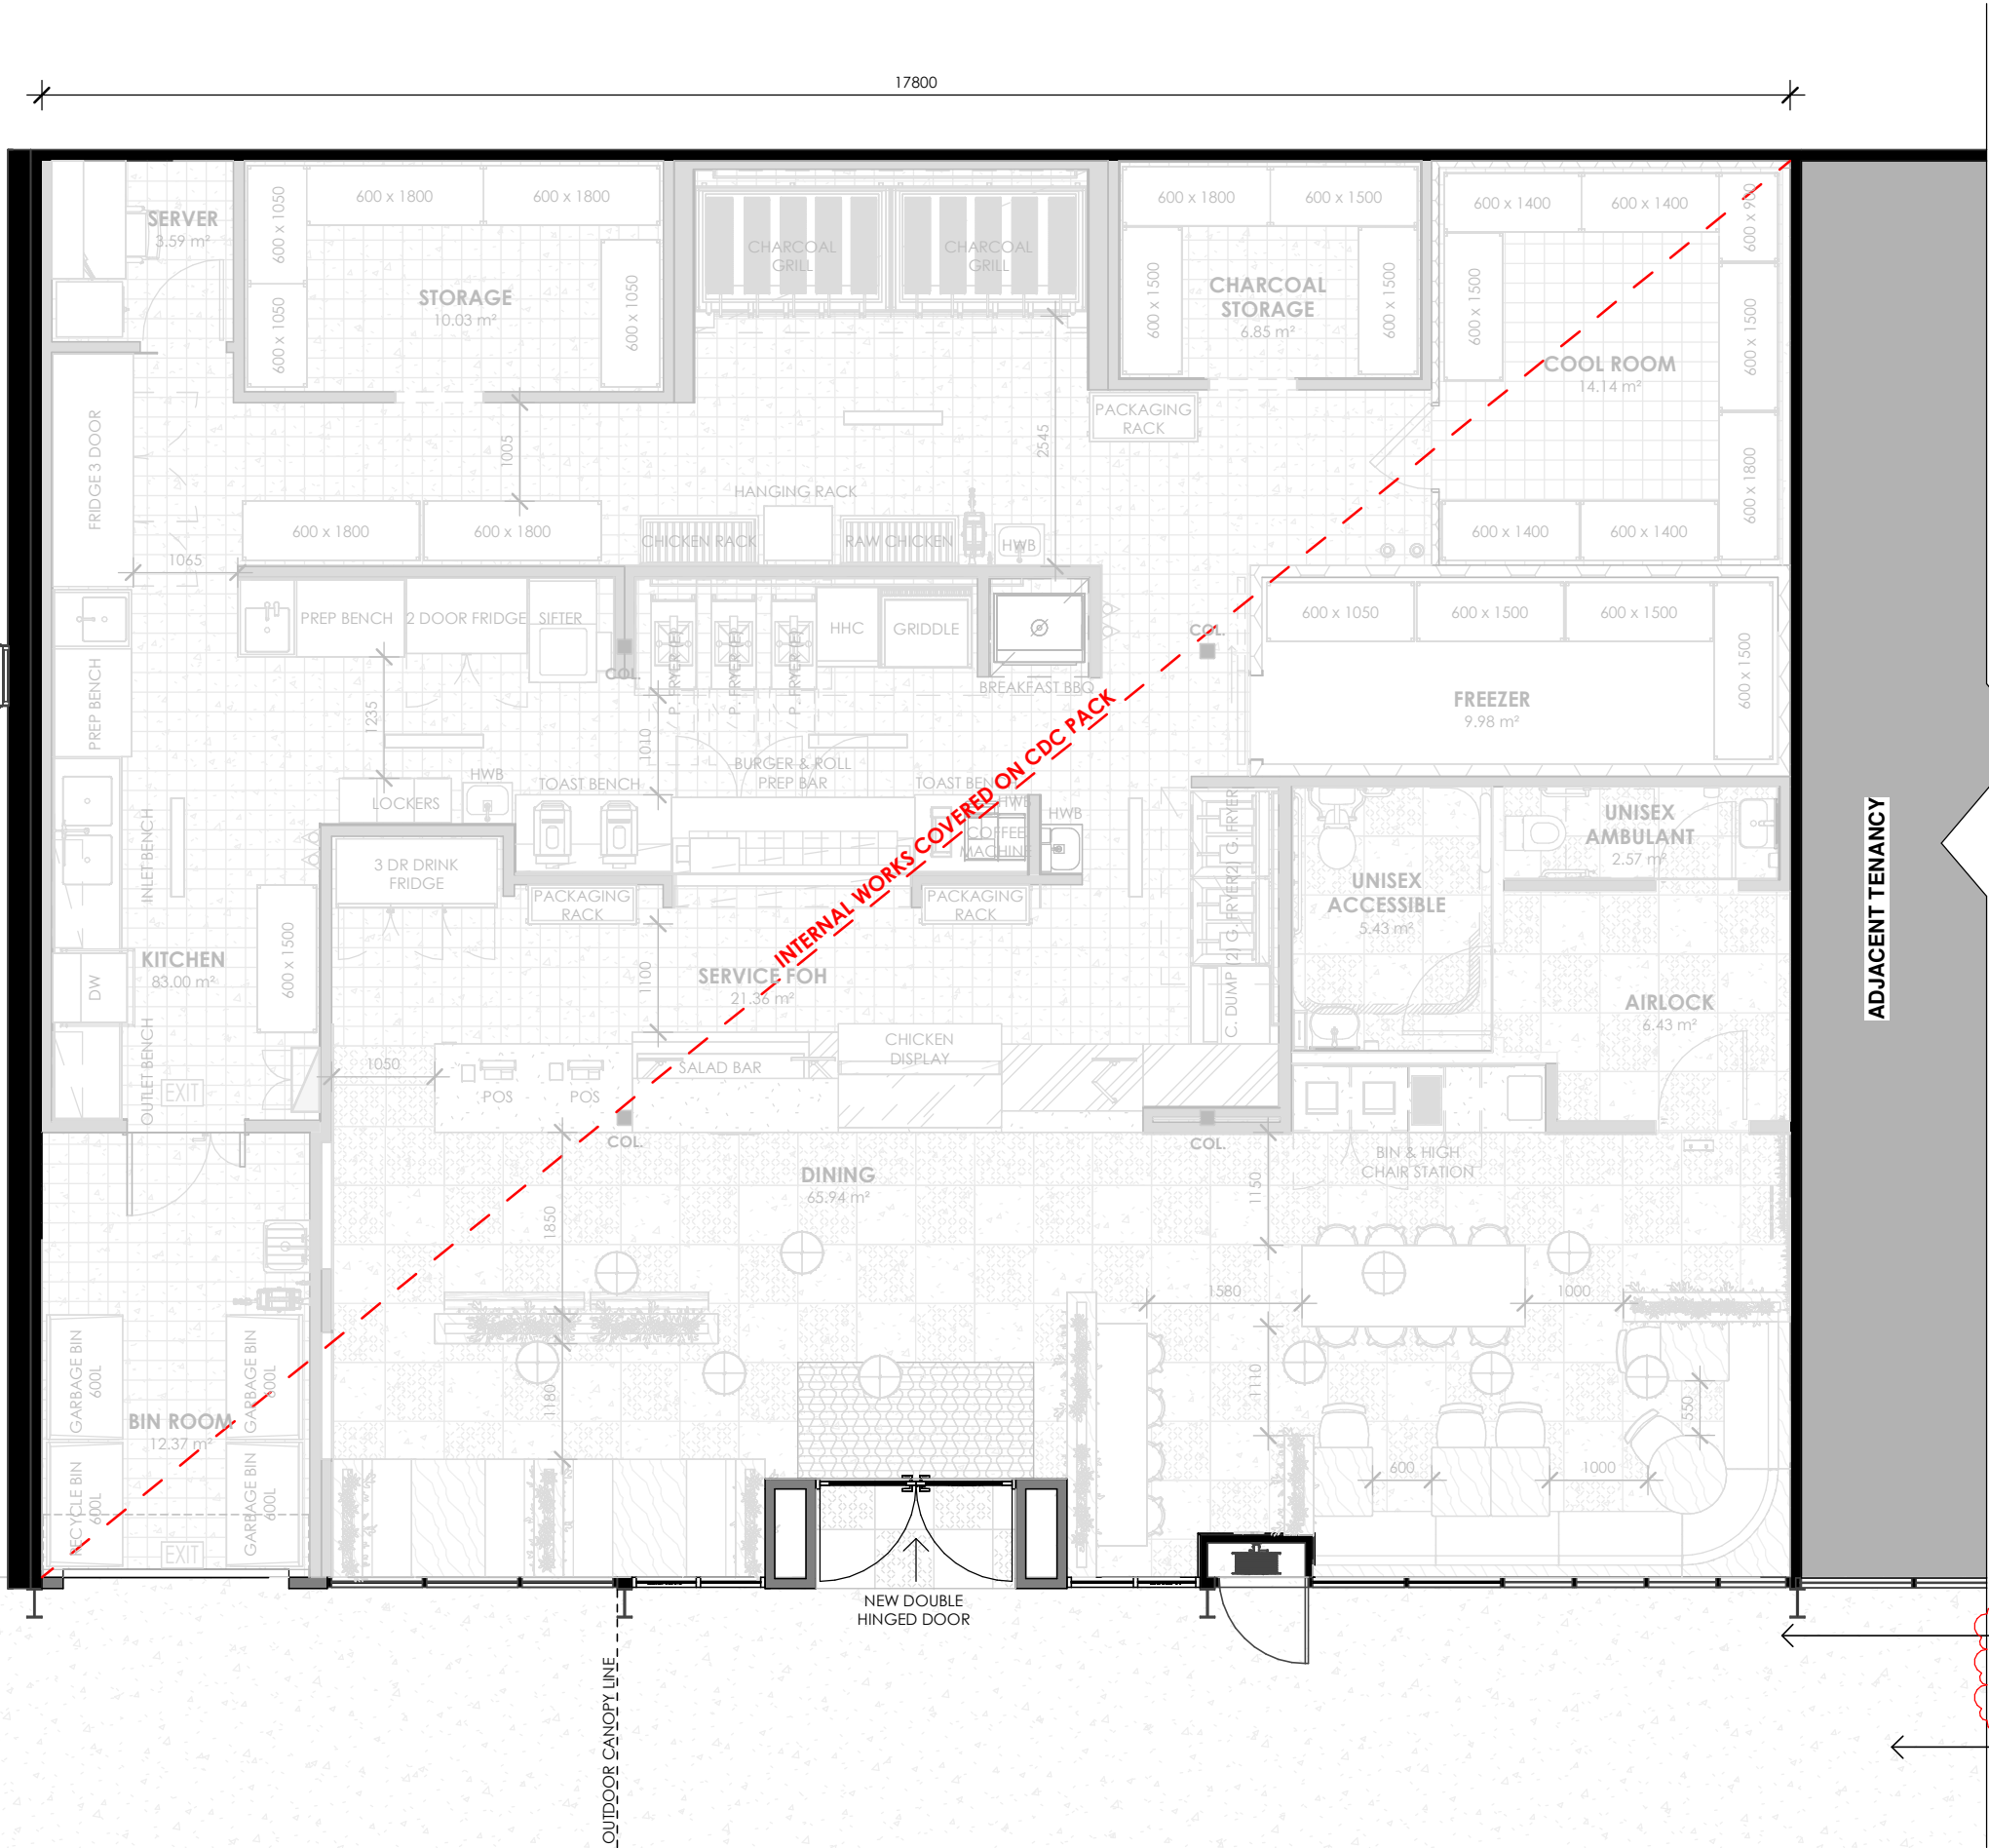 17800
SERVER
3.59 m²
600 x 1050
600 x 1050
600 x 1800
600 x 1800
STORAGE
10.03 m²
600 x 1050
CHARCOAL
GRILL
CHARCOAL
GRILL
600 x 1800
600 x 1500
CHARCOAL
STORAGE
6.85 m²
600 x 1500
600 x 1500
600 x 1400
600 x 1400
600 x 900
600 x 1500
COOL ROOM
14.14 m²
600 x 1500
600 x 1800
600 x 1400
600 x 1400
PACKAGING
RACK
FRIDGE 3 DOOR
1005
2545
600 x 1800
600 x 1800
HANGING RACK
CHICKEN RACK
RAW CHICKEN
HWB
1065
PREP BENCH
2 DOOR FRIDGE
SIFTER
COL.
P. FRYER (E)
P. FRYER (E)
P. FRYER (E)
HHC
GRIDDLE
BREAKFAST BBQ
COL.
600 x 1050
600 x 1500
600 x 1500
600 x 1500
FREEZER
9.98 m²
PREP BENCH
1235
1010
BURGER & ROLL
PREP BAR
LOCKERS
HWB
TOAST BENCH
TOAST BENCH
HWB
COFFEE
MACHINE
HWB
INTERNAL WORKS COVERED ON CDC PACK
INLET BENCH
3 DR DRINK
FRIDGE
PACKAGING
RACK
PACKAGING
RACK
C. DUMP (2) G. FRYER(2) G. FRYER
UNISEX
AMBULANT
2.57 m²
UNISEX
ACCESSIBLE
5.43 m²
AIRLOCK
6.43 m²
ADJACENT TENANCY
KITCHEN
83.00 m²
600 x 1500
DW
1100
SERVICE FOH
21.36 m²
OUTLET BENCH
EXIT
1050
POS
POS
SALAD BAR
CHICKEN
DISPLAY
COL.
COL.
BIN & HIGH
CHAIR STATION
DINING
65.94 m²
1850
1150
1580
1000
1180
1110
550
600
1000
GARBAGE BIN
600L
GARBAGE BIN
600L
BIN ROOM
12.37 m²
RECYCLE BIN
600L
GARBAGE BIN
600L
EXIT
NEW DOUBLE
HINGED DOOR
OUTDOOR CANOPY LINE